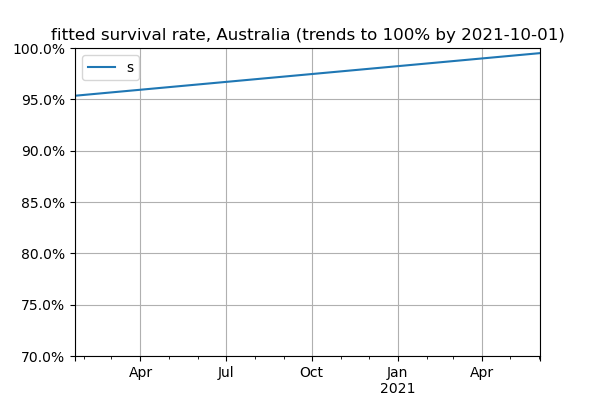 fitted survival rate, Australia (trends to 100% by 2021-10-01)
100.0%
s
95.0%
90.0%
85.0%
80.0%
75.0%
70.0%
Apr Jul Oct Jan Apr
2021